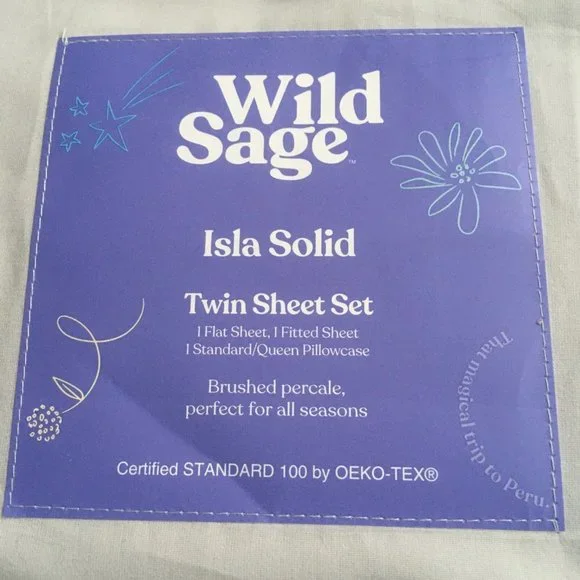 Wild
Sage™
Isla Solid
Twin Sheet Set
1 Flat Sheet, 1 Fitted Sheet
1 Standard/Queen Pillowcase
Brushed percale,
perfect for all seasons
That magical trip to Peru.
Certified STANDARD 100 by OEKO-TEX®